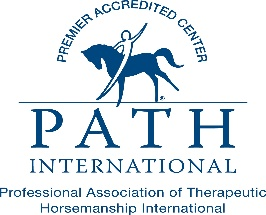 PREMIER ACCREDITED CENTER
®
PATH
INTERNATIONAL
Professional Association of Therapeutic
Horsemanship International